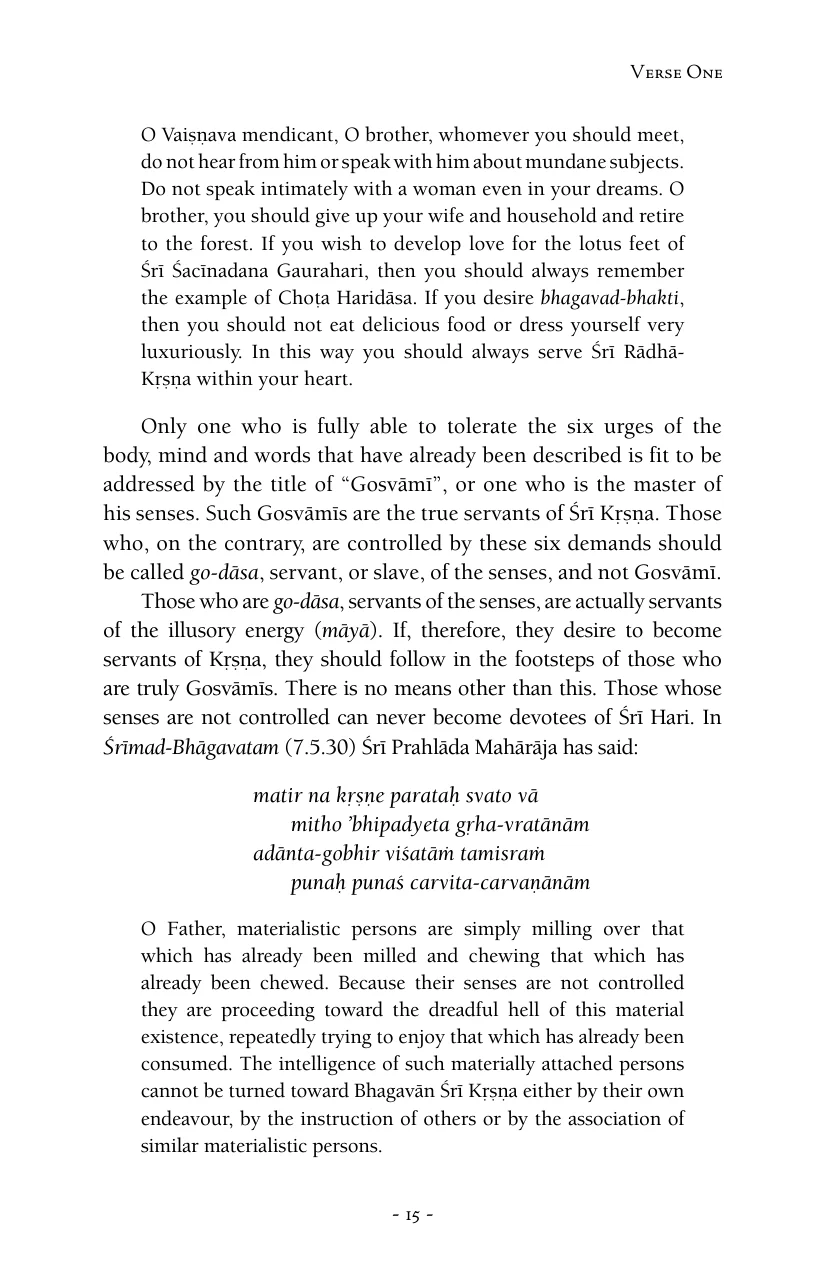 Verse One
O Vaiṣṇava mendicant, O brother, whomever you should meet,
do not hear from him or speak with him about mundane subjects.
Do not speak intimately with a woman even in your dreams. O
brother, you should give up your wife and household and retire
to the forest. If you wish to develop love for the lotus feet of
Śrī Śacīnadana Gaurahari, then you should always remember
the example of Choṭa Haridāsa. If you desire bhagavad-bhakti,
then you should not eat delicious food or dress yourself very
luxuriously. In this way you should always serve Śrī Rādhā-
Kṛṣṇa within your heart.
Only one who is fully able to tolerate the six urges of the
body, mind and words that have already been described is fit to be
addressed by the title of “Gosvāmī”, or one who is the master of
his senses. Such Gosvāmīs are the true servants of Śrī Kṛṣṇa. Those
who, on the contrary, are controlled by these six demands should
be called go-dāsa, servant, or slave, of the senses, and not Gosvāmī.
Those who are go-dāsa, servants of the senses, are actually servants
of the illusory energy (māyā). If, therefore, they desire to become
servants of Kṛṣṇa, they should follow in the footsteps of those who
are truly Gosvāmīs. There is no means other than this. Those whose
senses are not controlled can never become devotees of Śrī Hari. In
Śrīmad-Bhāgavatam (7.5.30) Śrī Prahlāda Mahārāja has said:
matir na kṛṣṇe parataḥ svato vā
mitho ’bhipadyeta gṛha-vratānām
adānta-gobhir viśatāṁ tamisraṁ
punaḥ punaś carvita-carvaṇānām
O Father, materialistic persons are simply milling over that
which has already been milled and chewing that which has
already been chewed. Because their senses are not controlled
they are proceeding toward the dreadful hell of this material
existence, repeatedly trying to enjoy that which has already been
consumed. The intelligence of such materially attached persons
cannot be turned toward Bhagavān Śrī Kṛṣṇa either by their own
endeavour, by the instruction of others or by the association of
similar materialistic persons.
- 15 -